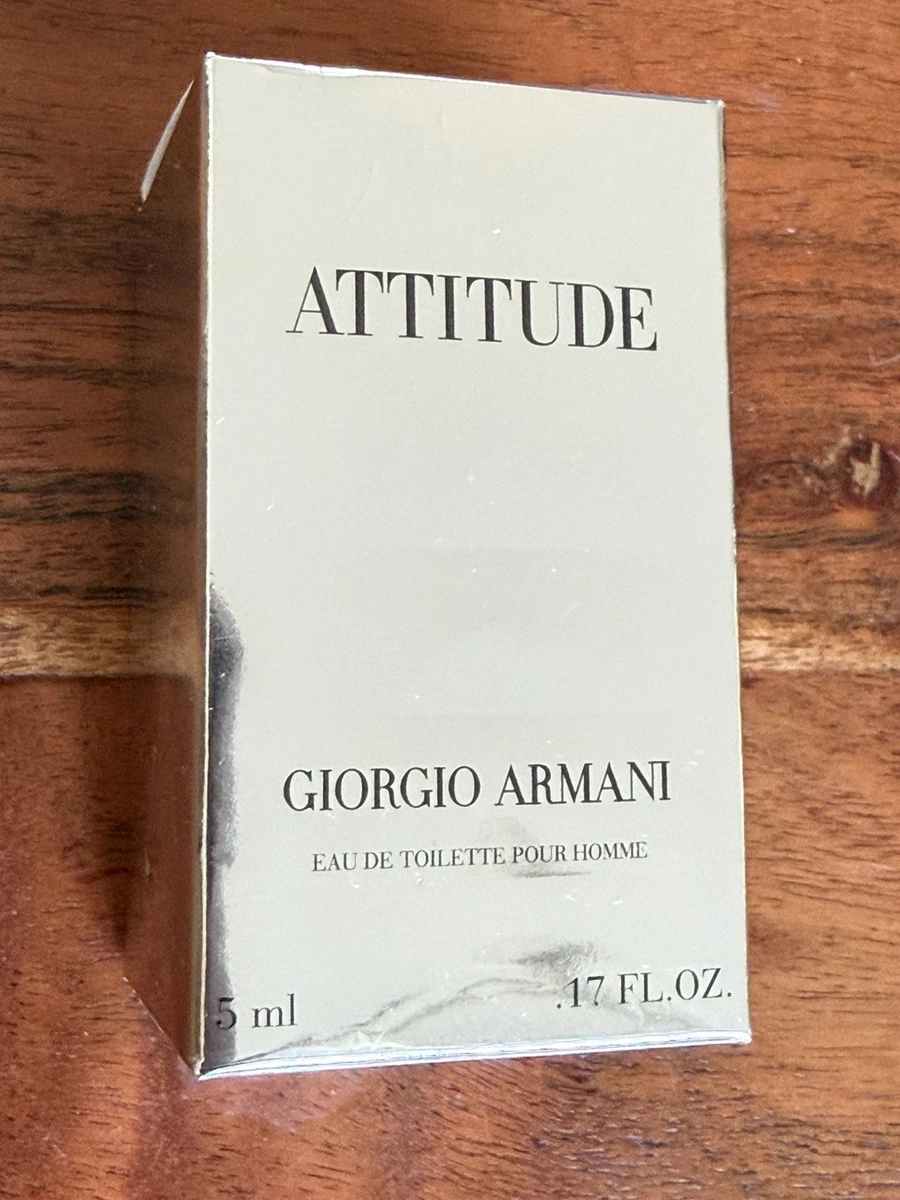 ATTITUDE
GIORGIO ARMANI
EAU DE TOILETTE POUR HOMME
5 ml .17 FL.OZ.